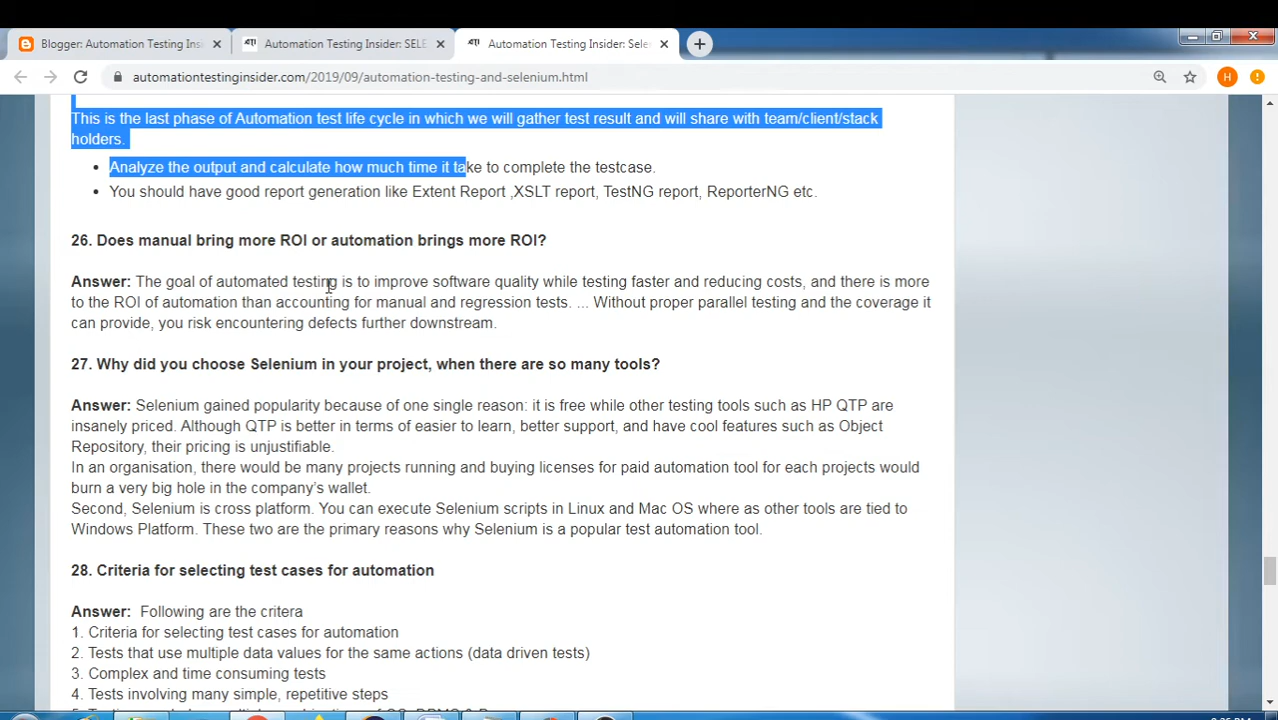 Blogger: Automation Testing Insi
Automation Testing Insider: SELE
Automation Testing Insider: Sele
automationtestinginsider.com/2019/09/automation-testing-and-selenium.html
H
This is the last phase of Automation test life cycle in which we will gather test result and will share with team/client/stack
holders.
• Analyze the output and calculate how much time it take to complete the testcase.
• You should have good report generation like Extent Report ,XSLT report, TestNG report, ReporterNG etc.
26. Does manual bring more ROI or automation brings more ROI?
Answer: The goal of automated testing is to improve software quality while testing faster and reducing costs, and there is more
to the ROI of automation than accounting for manual and regression tests. ... Without proper parallel testing and the coverage it
can provide, you risk encountering defects further downstream.
27. Why did you choose Selenium in your project, when there are so many tools?
Answer: Selenium gained popularity because of one single reason: it is free while other testing tools such as HP QTP are
insanely priced. Although QTP is better in terms of easier to learn, better support, and have cool features such as Object
Repository, their pricing is unjustifiable.
In an organisation, there would be many projects running and buying licenses for paid automation tool for each projects would
burn a very big hole in the company's wallet.
Second, Selenium is cross platform. You can execute Selenium scripts in Linux and Mac OS where as other tools are tied to
Windows Platform. These two are the primary reasons why Selenium is a popular test automation tool.
28. Criteria for selecting test cases for automation
Answer: Following are the critera
1. Criteria for selecting test cases for automation
2. Tests that use multiple data values for the same actions (data driven tests)
3. Complex and time consuming tests
4. Tests involving many simple, repetitive steps